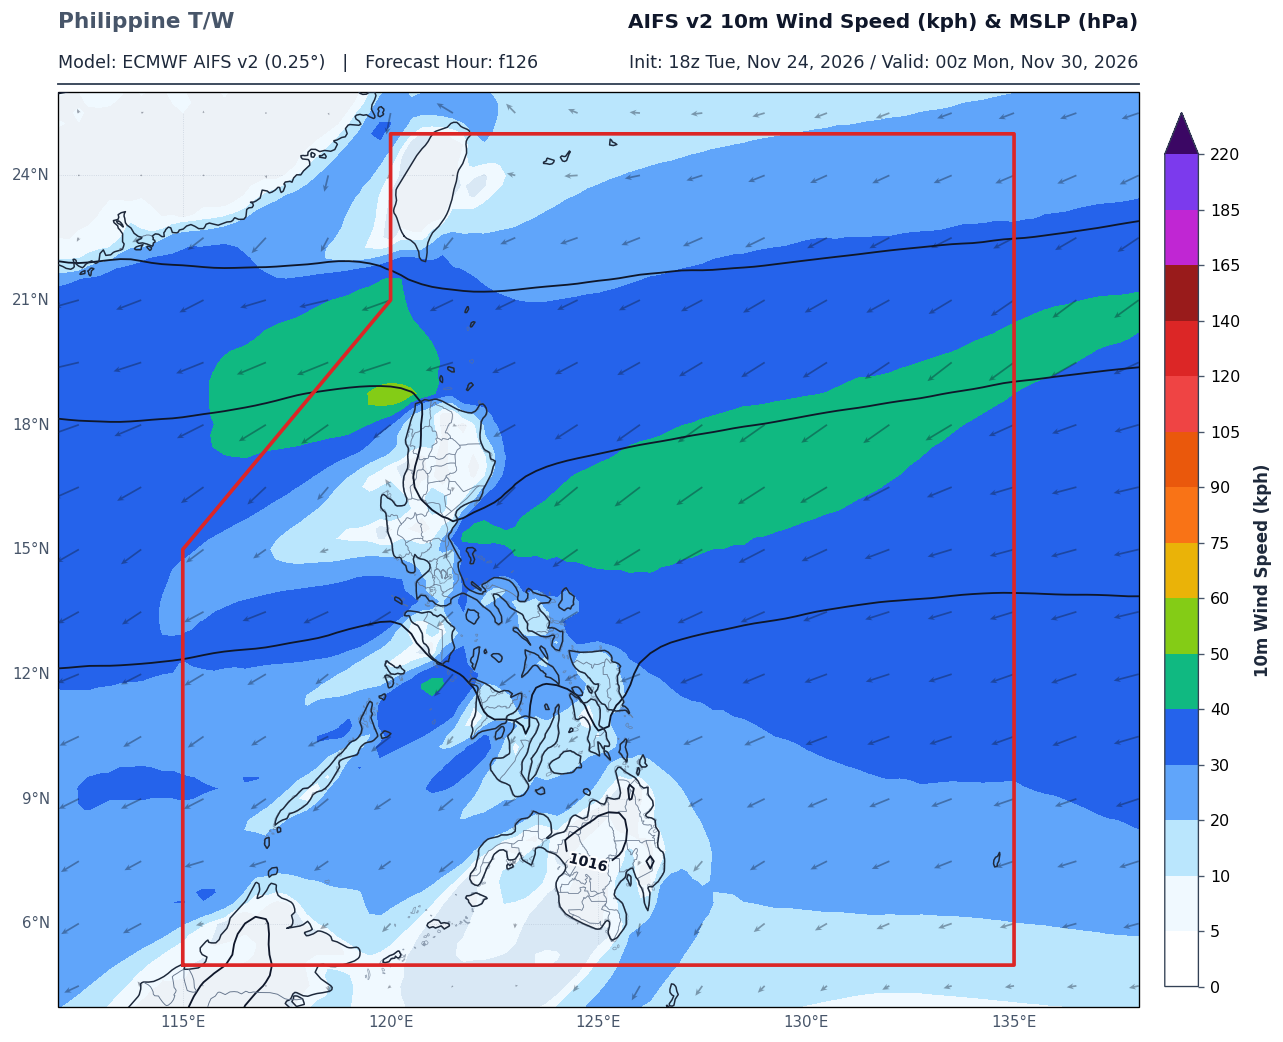 Philippine T/W
AIFS v2 10m Wind Speed (kph) & MSLP (hPa)
Model: ECMWF AIFS v2 (0.25°) | Forecast Hour: f126
Init: 18z Tue, Nov 24, 2026 / Valid: 00z Mon, Nov 30, 2026
24°N
21°N
18°N
15°N
12°N
9°N
6°N
1016
115°E
120°E
125°E
130°E
135°E
220
185
165
140
120
105
90
75
60
50
40
30
20
10
5
0
10m Wind Speed (kph)